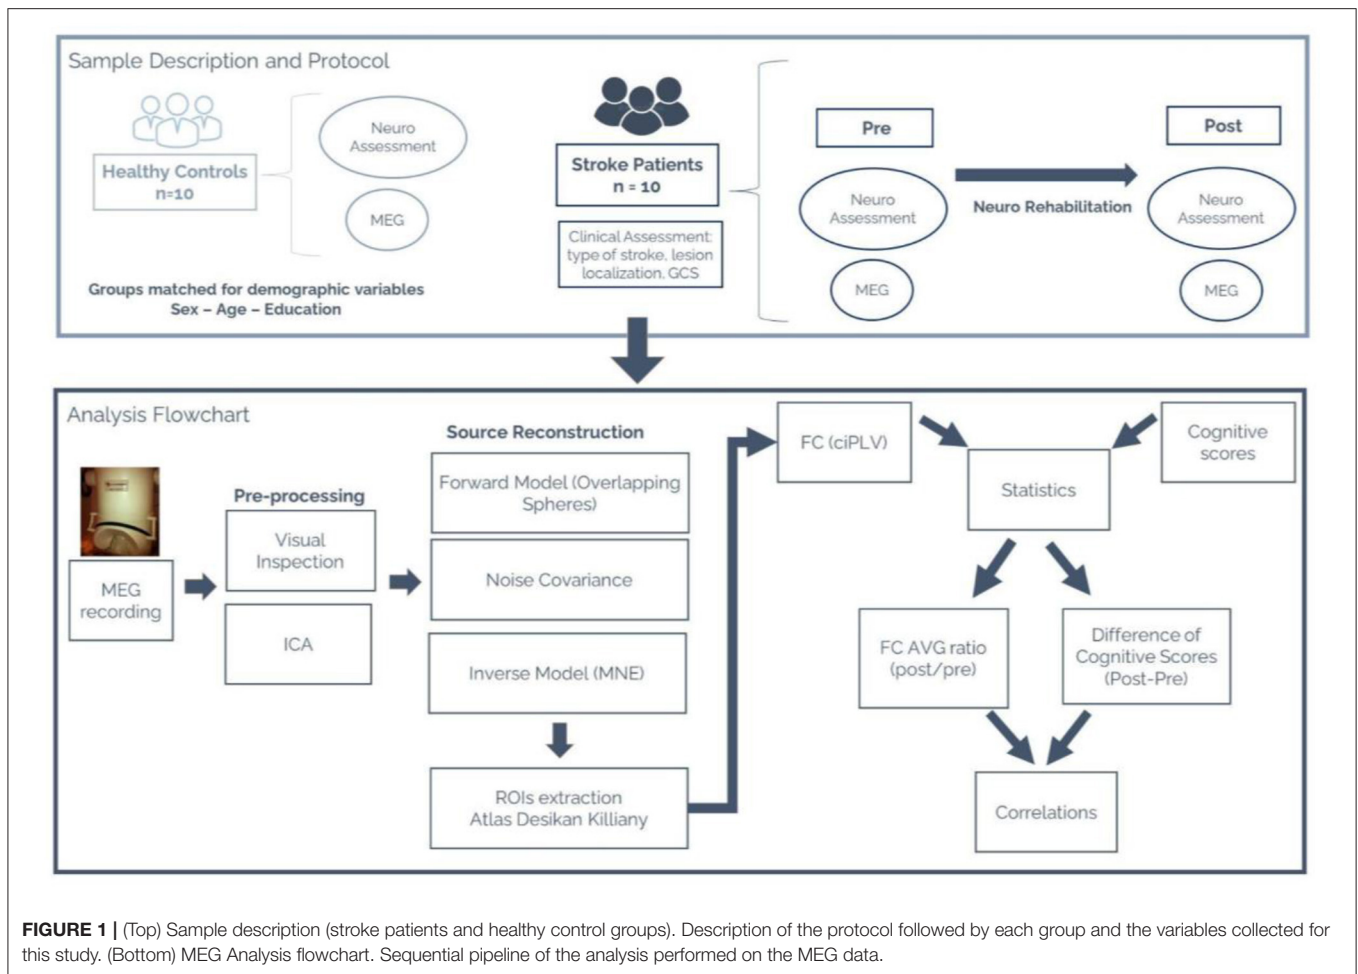 Sample Description and Protocol
Healthy Controls
n=10
Neuro
Assessment
MEG
Groups matched for demographic variables
Sex – Age – Education
Stroke Patients
n = 10
Clinical Assessment:
type of stroke, lesion
localization, GCS
Pre
Neuro
Assessment
MEG
Neuro Rehabilitation
Post
Neuro
Assessment
MEG
Analysis Flowchart
MEG
recording
Pre-processing
Visual
Inspection
ICA
Source Reconstruction
Forward Model (Overlapping
Spheres)
Noise Covariance
Inverse Model (MNE)
ROIs extraction
Atlas Desikan Killiany
FC (ciPLV)
Cognitive
scores
Statistics
FC AVG ratio
(post/pre)
Difference of
Cognitive Scores
(Post-Pre)
Correlations
FIGURE 1 | (Top) Sample description (stroke patients and healthy control groups). Description of the protocol followed by each group and the variables collected for
this study. (Bottom) MEG Analysis flowchart. Sequential pipeline of the analysis performed on the MEG data.